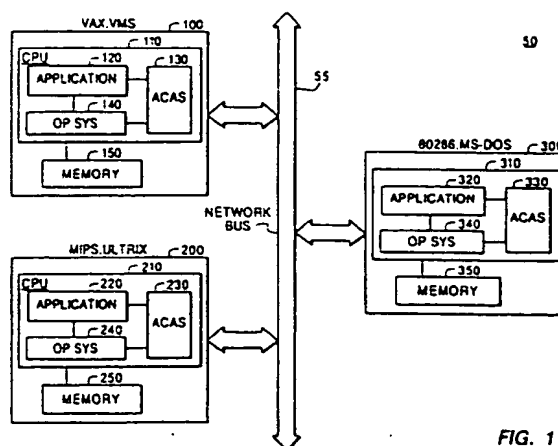 VAX.VMS 100
110
CPU 120 130
APPLICATION
ACAS
140
OP SYS
150
MEMORY
MIPS.ULTRIX 200
210
CPU 220 230
APPLICATION
ACAS
240
OP SYS
250
MEMORY
NETWORK
BUS
55
50
80286.MS-DOS
310
320 330
APPLICATION
ACAS
340
OP SYS
350
MEMORY
FIG. 1